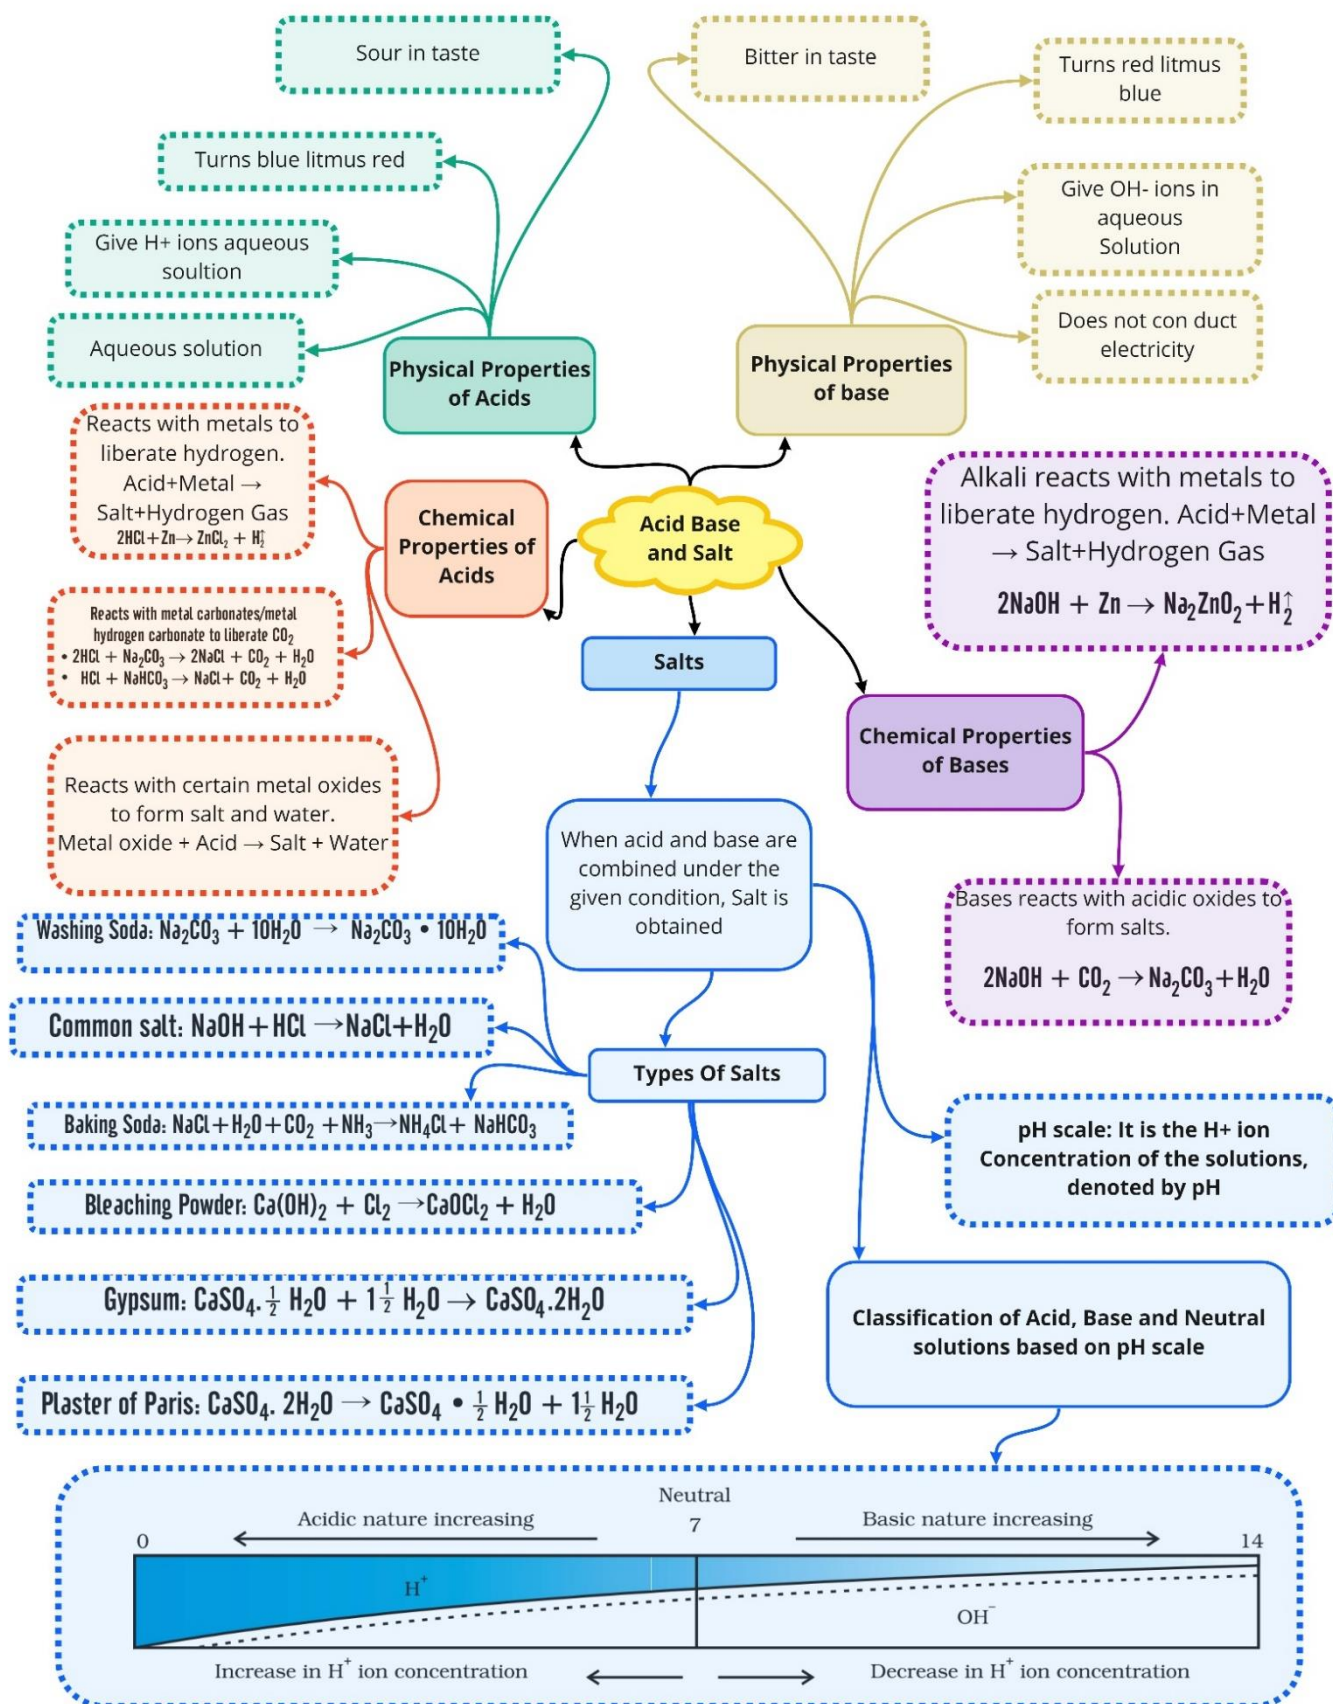 Sour in taste
Bitter in taste
Turns red litmus
blue
Turns blue litmus red
Give OH- ions in
aqueous
Solution
Give H+ ions aqueous
soultion
Does not con duct
electricity
Aqueous solution
Physical Properties
of Acids
Physical Properties
of base
Reacts with metals to
liberate hydrogen.
Acid+Metal →
Salt+Hydrogen Gas
2HCl + Zn → ZnCl₂ + H₂↑
Chemical
Properties of
Acids
Acid Base
and Salt
Alkali reacts with metals to
liberate hydrogen. Acid+Metal
→ Salt+Hydrogen Gas
2NaOH + Zn → Na₂ZnO₂ + H₂↑
Reacts with metal carbonates/metal
hydrogen carbonate to liberate CO₂
• 2HCl + Na₂CO₃ → 2NaCl + CO₂ + H₂O
• HCl + NaHCO₃ → NaCl + CO₂ + H₂O
Salts
Chemical Properties
of Bases
Reacts with certain metal oxides
to form salt and water.
Metal oxide + Acid → Salt + Water
When acid and base are
combined under the
given condition, Salt is
obtained
Bases reacts with acidic oxides to
form salts.
2NaOH + CO₂ → Na₂CO₃ + H₂O
Washing Soda: Na₂CO₃ + 10H₂O → Na₂CO₃ • 10H₂O
Common salt: NaOH + HCl → NaCl + H₂O
Types Of Salts
Baking Soda: NaCl + H₂O + CO₂ + NH₃ → NH₄Cl + NaHCO₃
pH scale: It is the H+ ion
Concentration of the solutions,
denoted by pH
Bleaching Powder: Ca(OH)₂ + Cl₂ → CaOCl₂ + H₂O
Gypsum: CaSO₄. 1/2 H₂O + 1 1/2 H₂O → CaSO₄.2H₂O
Classification of Acid, Base and Neutral
solutions based on pH scale
Plaster of Paris: CaSO₄. 2H₂O → CaSO₄ • 1/2 H₂O + 1 1/2 H₂O
Neutral
0 Acidic nature increasing 7 Basic nature increasing 14
H⁺
OH⁻
Increase in H⁺ ion concentration Decrease in H⁺ ion concentration